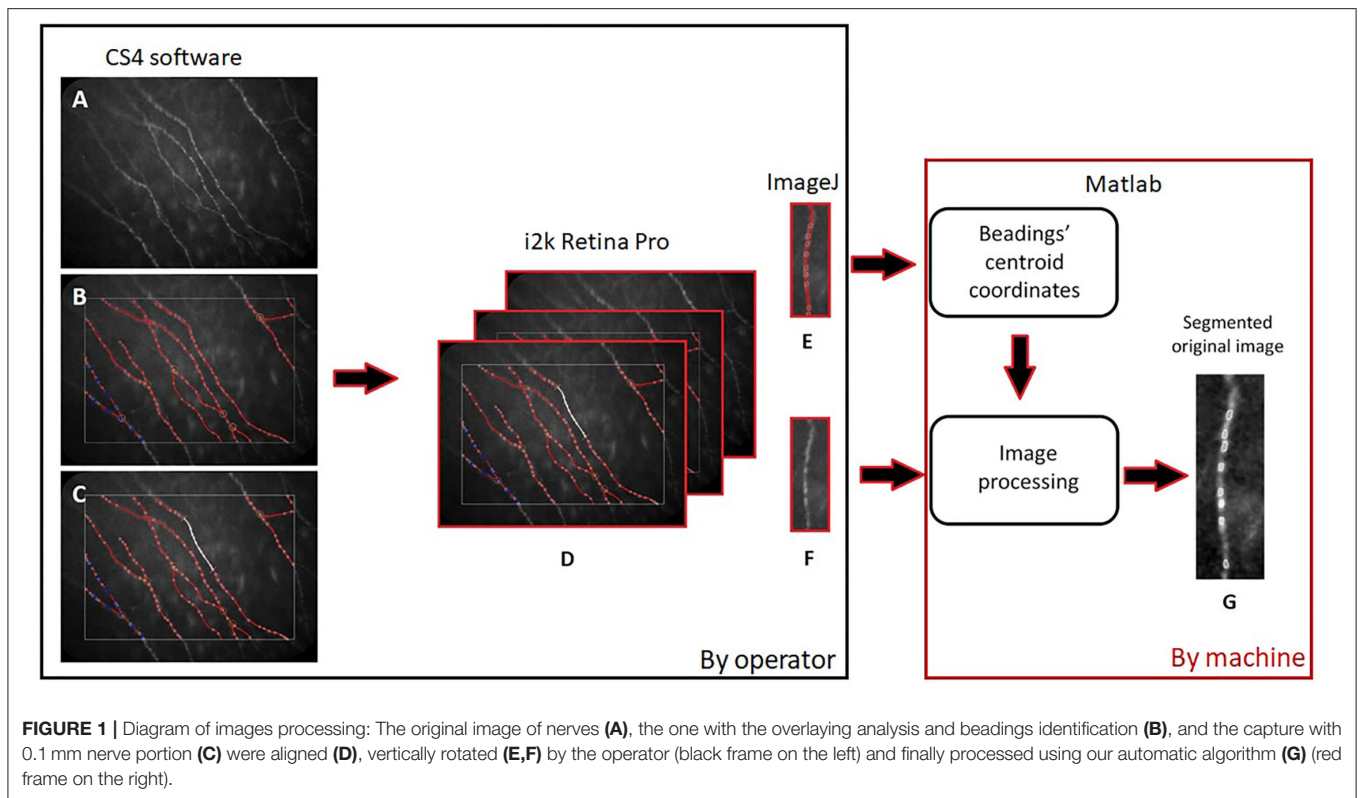 CS4 software
A
B
C
i2k Retina Pro
D
ImageJ
E
F
By operator
Matlab
Beadings'
centroid
coordinates
Image
processing
Segmented
original image
G
By machine
FIGURE 1 | Diagram of images processing: The original image of nerves (A), the one with the overlaying analysis and beadings identification (B), and the capture with
0.1 mm nerve portion (C) were aligned (D), vertically rotated (E,F) by the operator (black frame on the left) and finally processed using our automatic algorithm (G) (red
frame on the right).